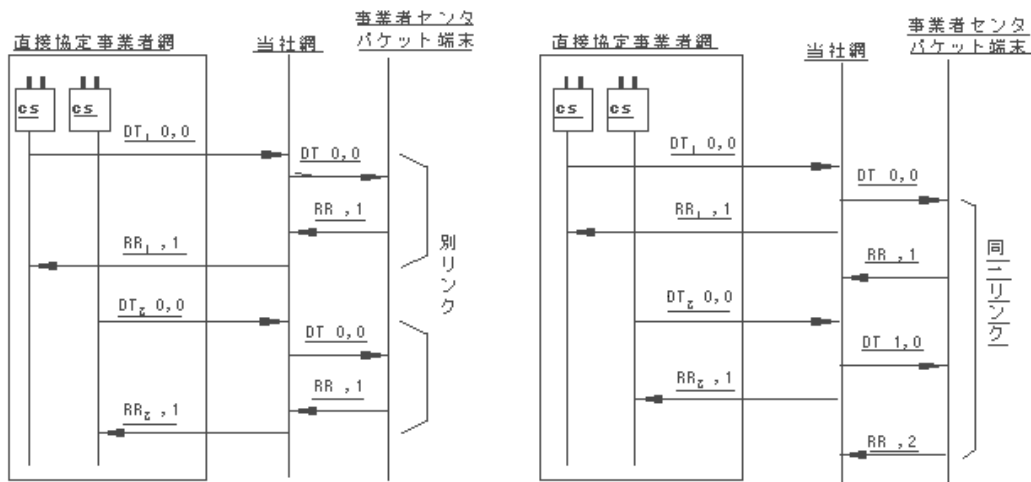 直接協定事業者網
当社網
事業者センタ
パケット端末
cs
cs
DT₁ 0,0
DT 0,0
RR ,1
RR₁ ,1
別リンク
DT₂ 0,0
DT 0,0
RR ,1
RR₂ ,1
直接協定事業者網
当社網
事業者センタ
パケット端末
cs
cs
DT₁ 0,0
DT 0,0
RR₁ ,1
RR ,1
同一リンク
DT₂ 0,0
DT 1,0
RR₂ ,1
RR ,2